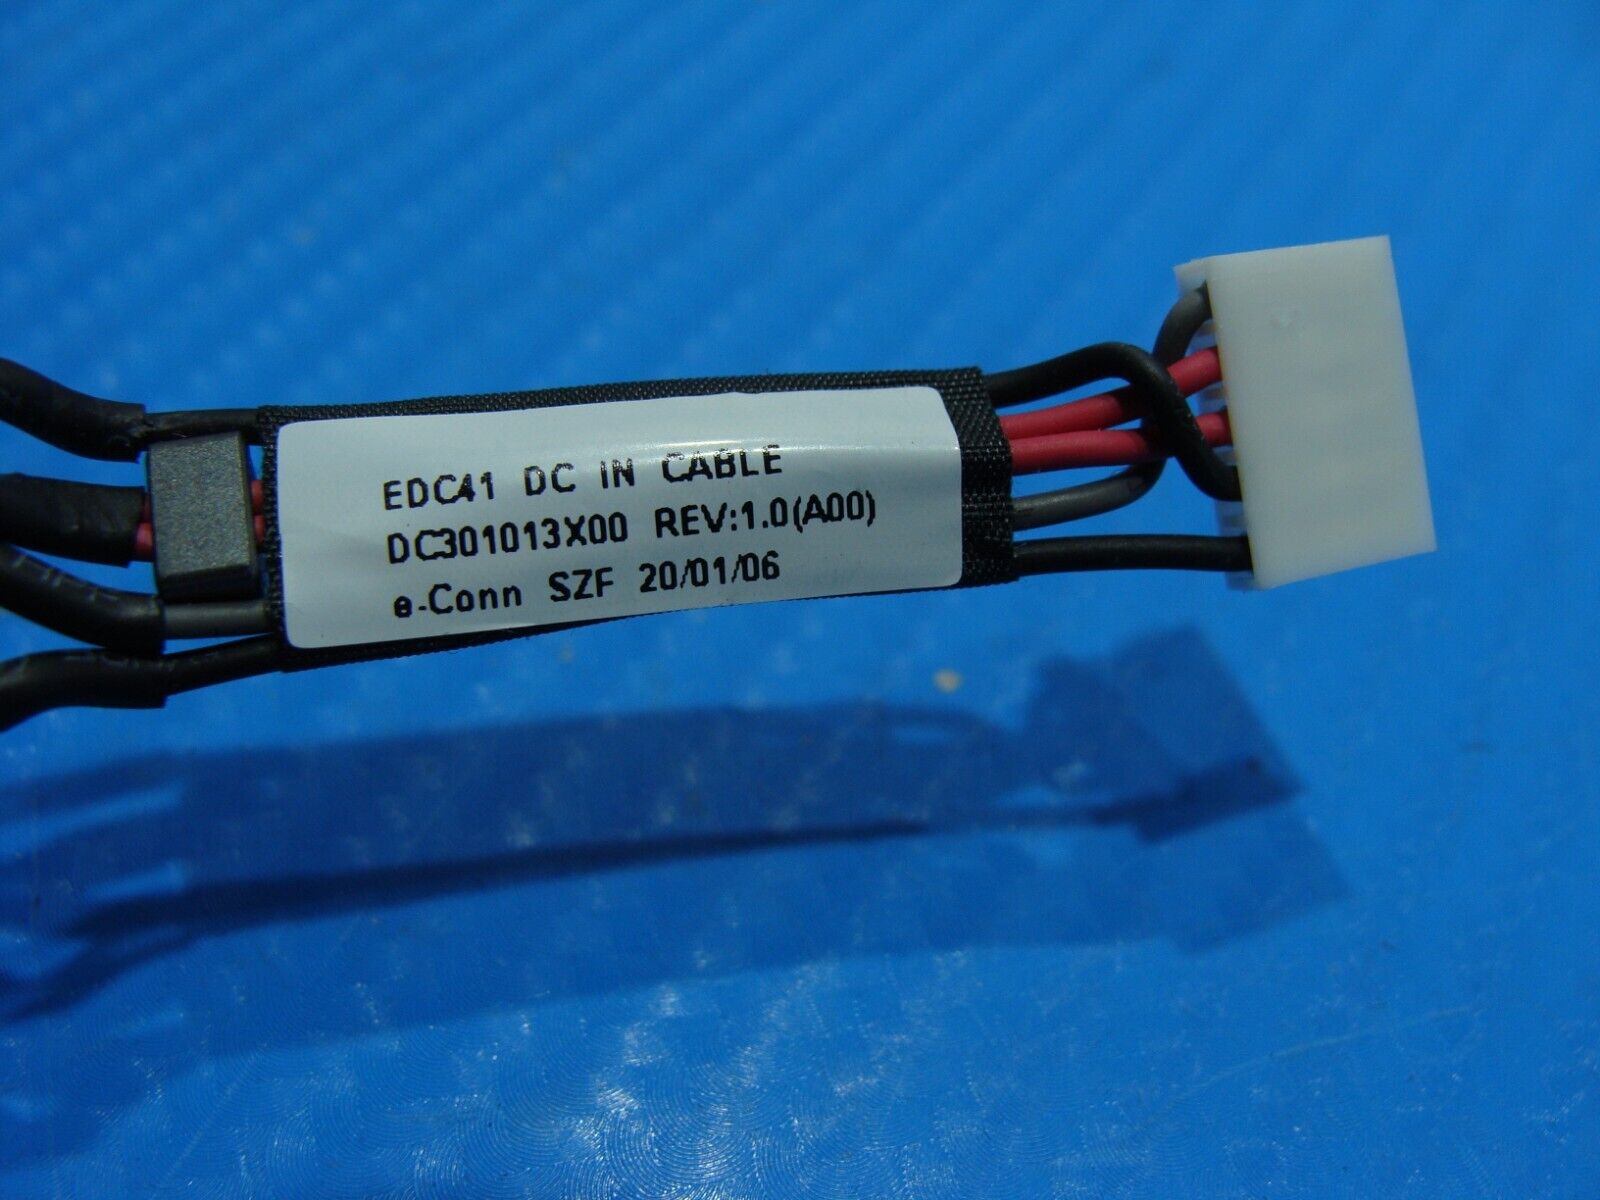 EDC41 DC IN CABLE
DC301013X00 REV:1.0(A00)
e-Conn SZF 20/01/06